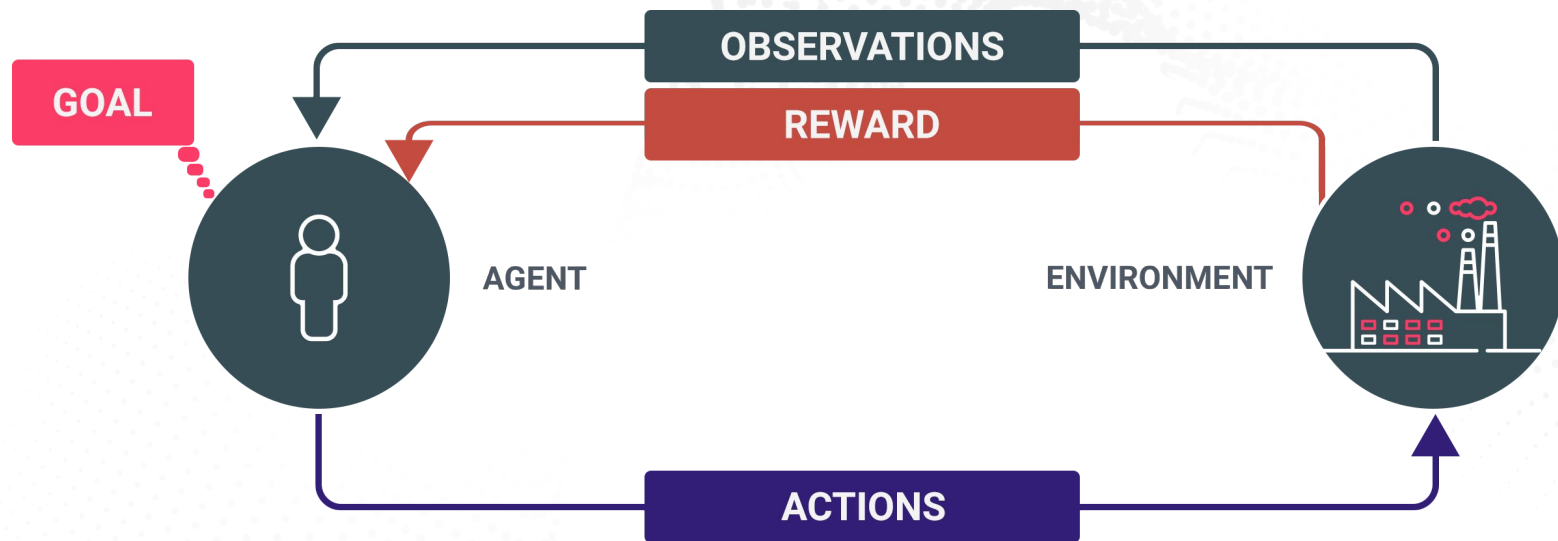 OBSERVATIONS
GOAL
REWARD
AGENT
ENVIRONMENT
ACTIONS